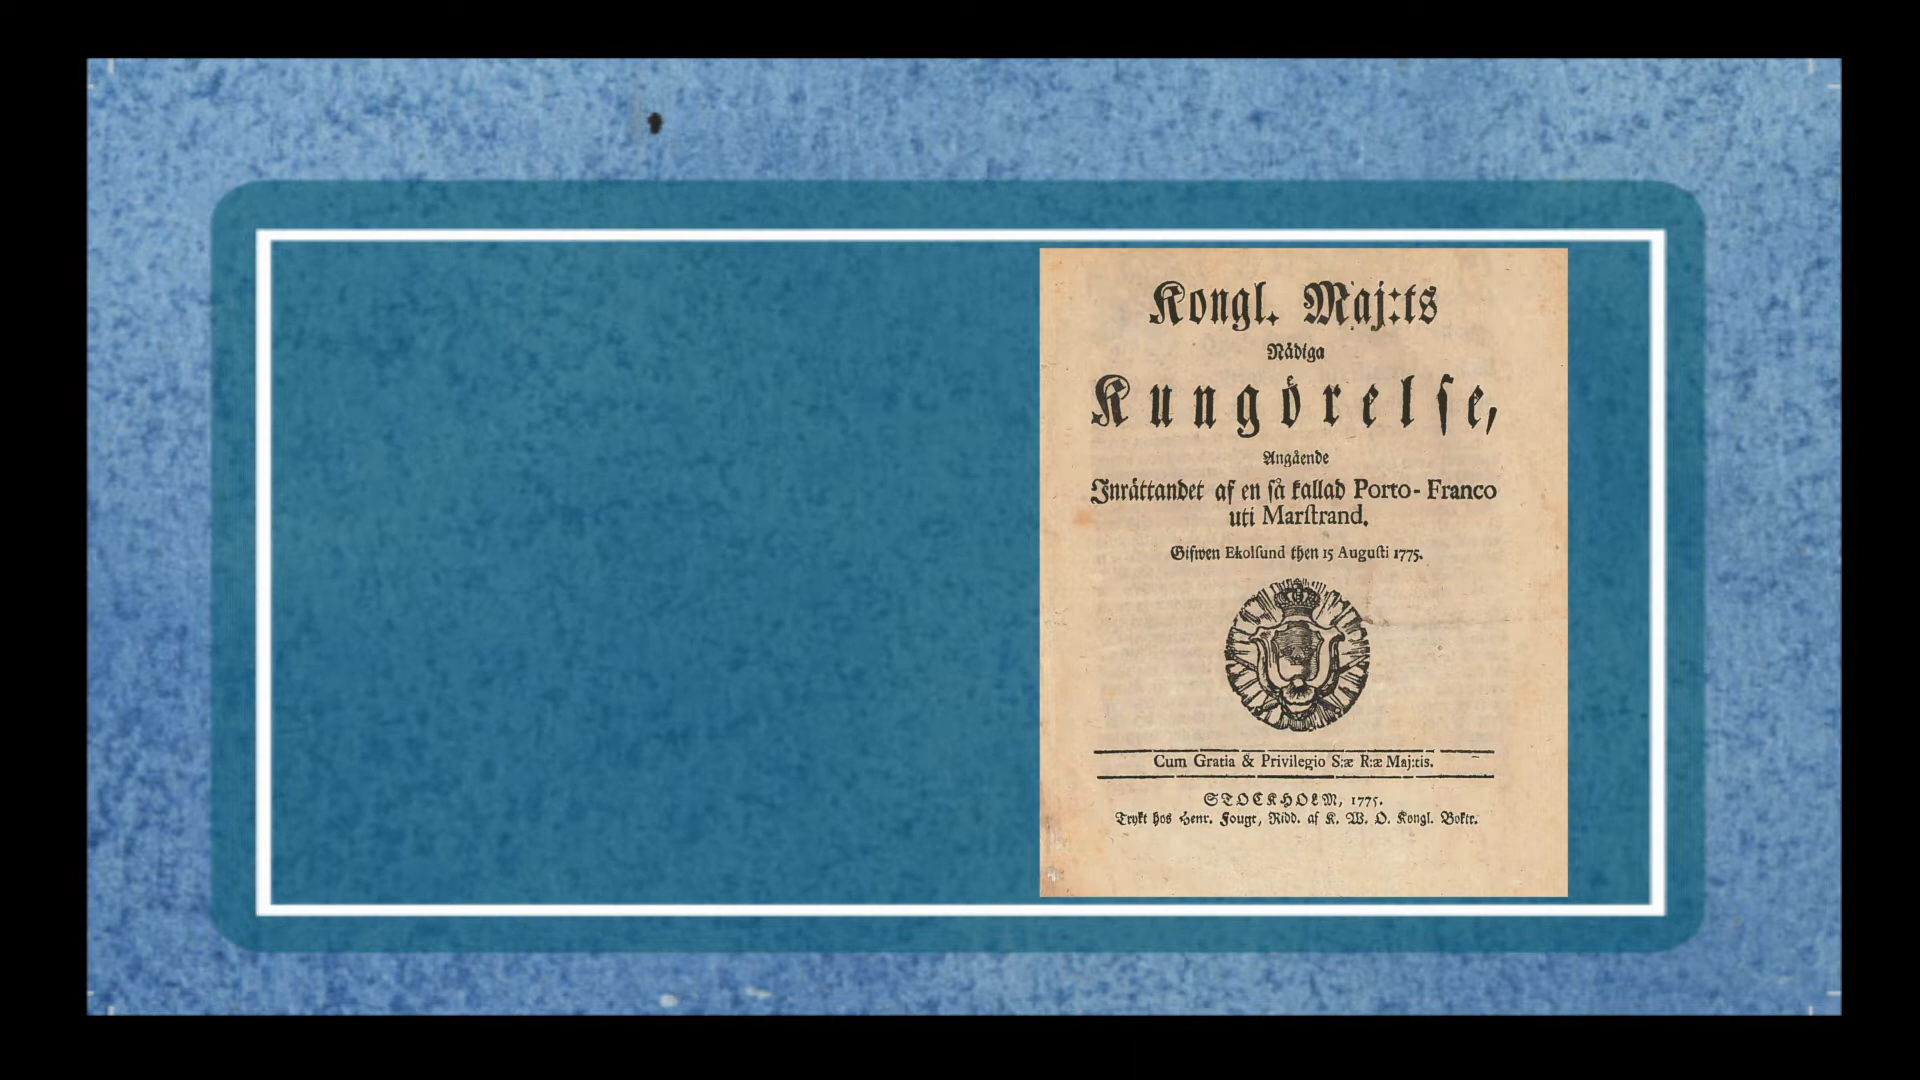 Kongl. Maj:ts
Nådiga
Kungörelse,
Angående
Inrättandet af en så kallad Porto-Franco
uti Marstrand.
Gifwen Ekolsund then 15 Augusti 1775.
Cum Gratia & Privilegio S:æ R:æ Maj:tis.
STOCKHOLM, 1775.
Tryckt hos Henr. Fougt, Ridd. af K. W. O. Kongl. Boktr.